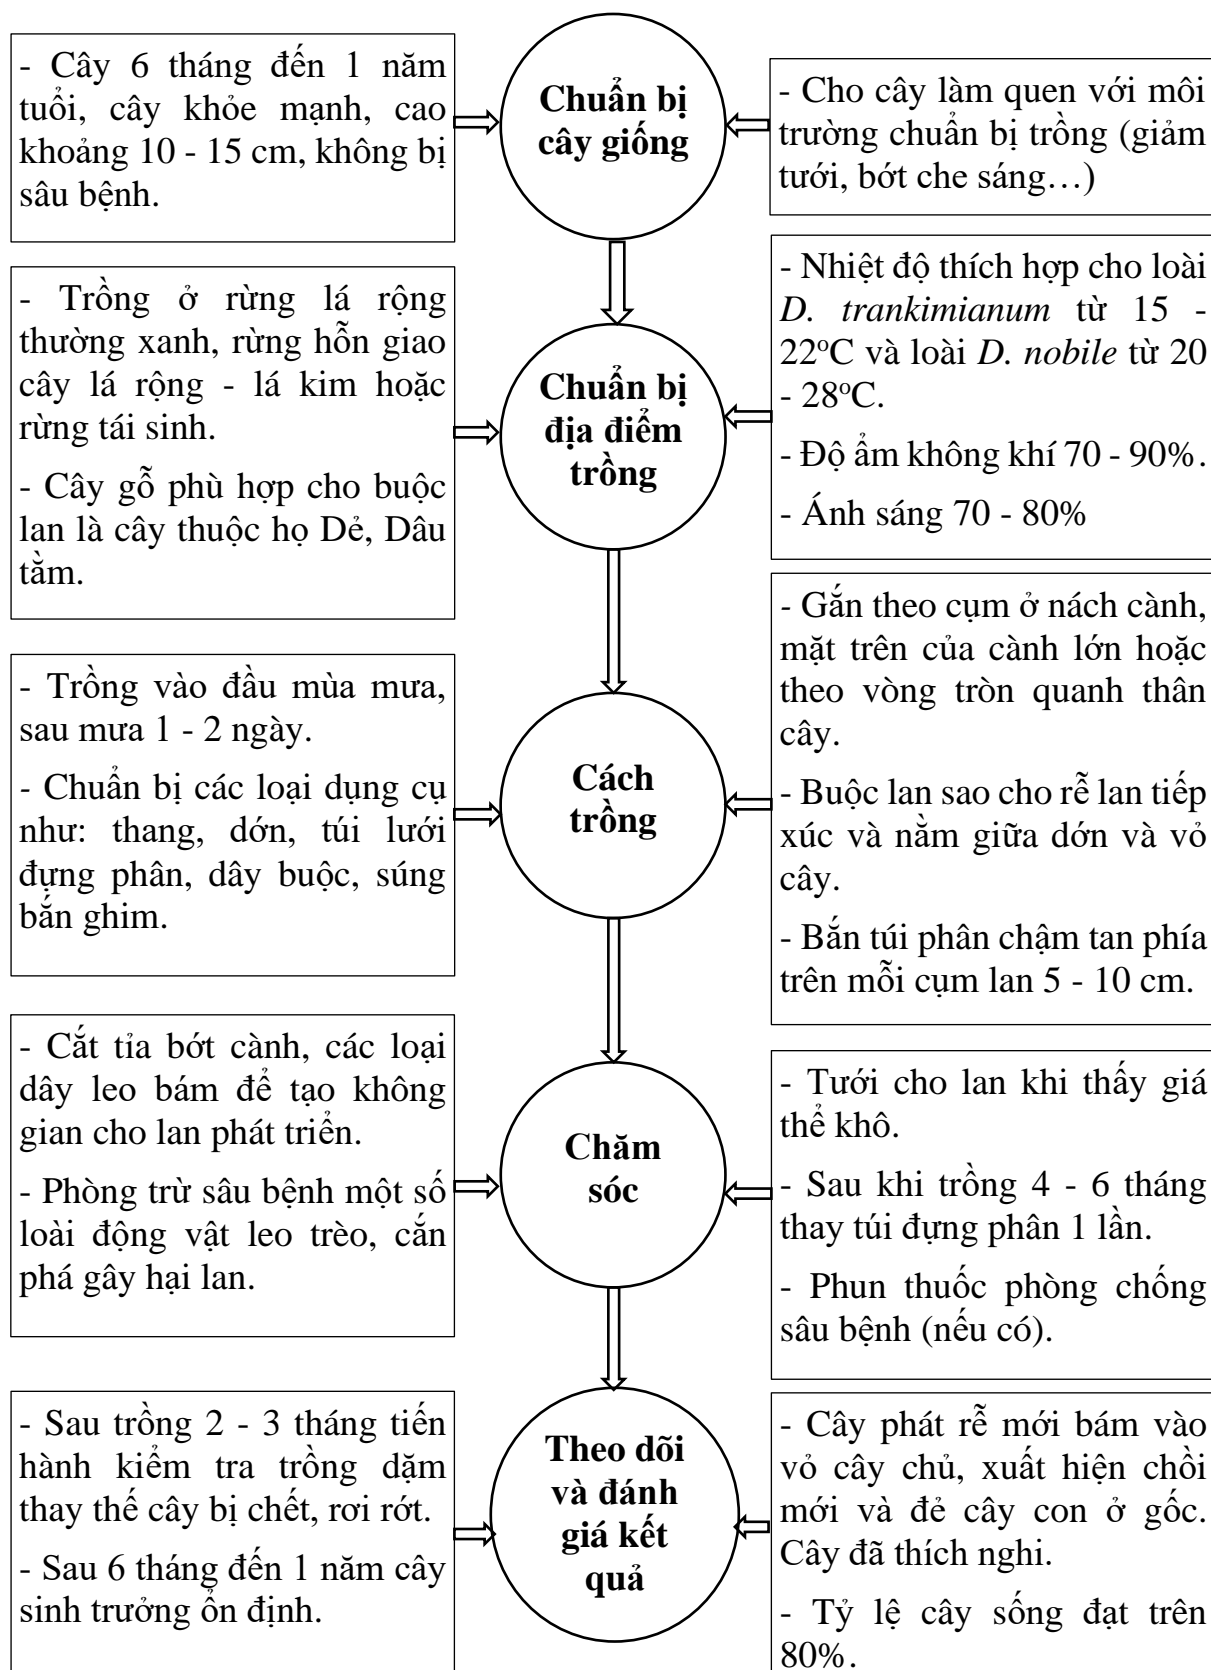 - Cây 6 tháng đến 1 năm
tuổi, cây khỏe mạnh, cao
khoảng 10 - 15 cm, không bị
sâu bệnh.
Chuẩn bị
cây giống
- Cho cây làm quen với môi
trường chuẩn bị trồng (giảm
tưới, bớt che sáng…)
- Trồng ở rừng lá rộng
thường xanh, rừng hỗn giao
cây lá rộng - lá kim hoặc
rừng tái sinh.
- Cây gỗ phù hợp cho buộc
lan là cây thuộc họ Dẻ, Dâu
tằm.
Chuẩn bị
địa điểm
trồng
- Nhiệt độ thích hợp cho loài
D. trankimianum từ 15 -
22°C và loài D. nobile từ 20
- 28°C.
- Độ ẩm không khí 70 - 90%.
- Ánh sáng 70 - 80%
- Trồng vào đầu mùa mưa,
sau mưa 1 - 2 ngày.
- Chuẩn bị các loại dụng cụ
như: thang, dớn, túi lưới
đựng phân, dây buộc, súng
bắn ghim.
Cách
trồng
- Gắn theo cụm ở nách cành,
mặt trên của cành lớn hoặc
theo vòng tròn quanh thân
cây.
- Buộc lan sao cho rễ lan tiếp
xúc và nằm giữa dớn và vỏ
cây.
- Bắn túi phân chậm tan phía
trên mỗi cụm lan 5 - 10 cm.
- Cắt tỉa bớt cành, các loại
dây leo bám để tạo không
gian cho lan phát triển.
- Phòng trừ sâu bệnh một số
loài động vật leo trèo, cắn
phá gây hại lan.
Chăm
sóc
- Tưới cho lan khi thấy giá
thể khô.
- Sau khi trồng 4 - 6 tháng
thay túi đựng phân 1 lần.
- Phun thuốc phòng chống
sâu bệnh (nếu có).
- Sau trồng 2 - 3 tháng tiến
hành kiểm tra trồng dặm
thay thế cây bị chết, rơi rớt.
- Sau 6 tháng đến 1 năm cây
sinh trưởng ổn định.
Theo dõi
và đánh
giá kết
quả
- Cây phát rễ mới bám vào
vỏ cây chủ, xuất hiện chồi
mới và đẻ cây con ở gốc.
Cây đã thích nghi.
- Tỷ lệ cây sống đạt trên
80%.